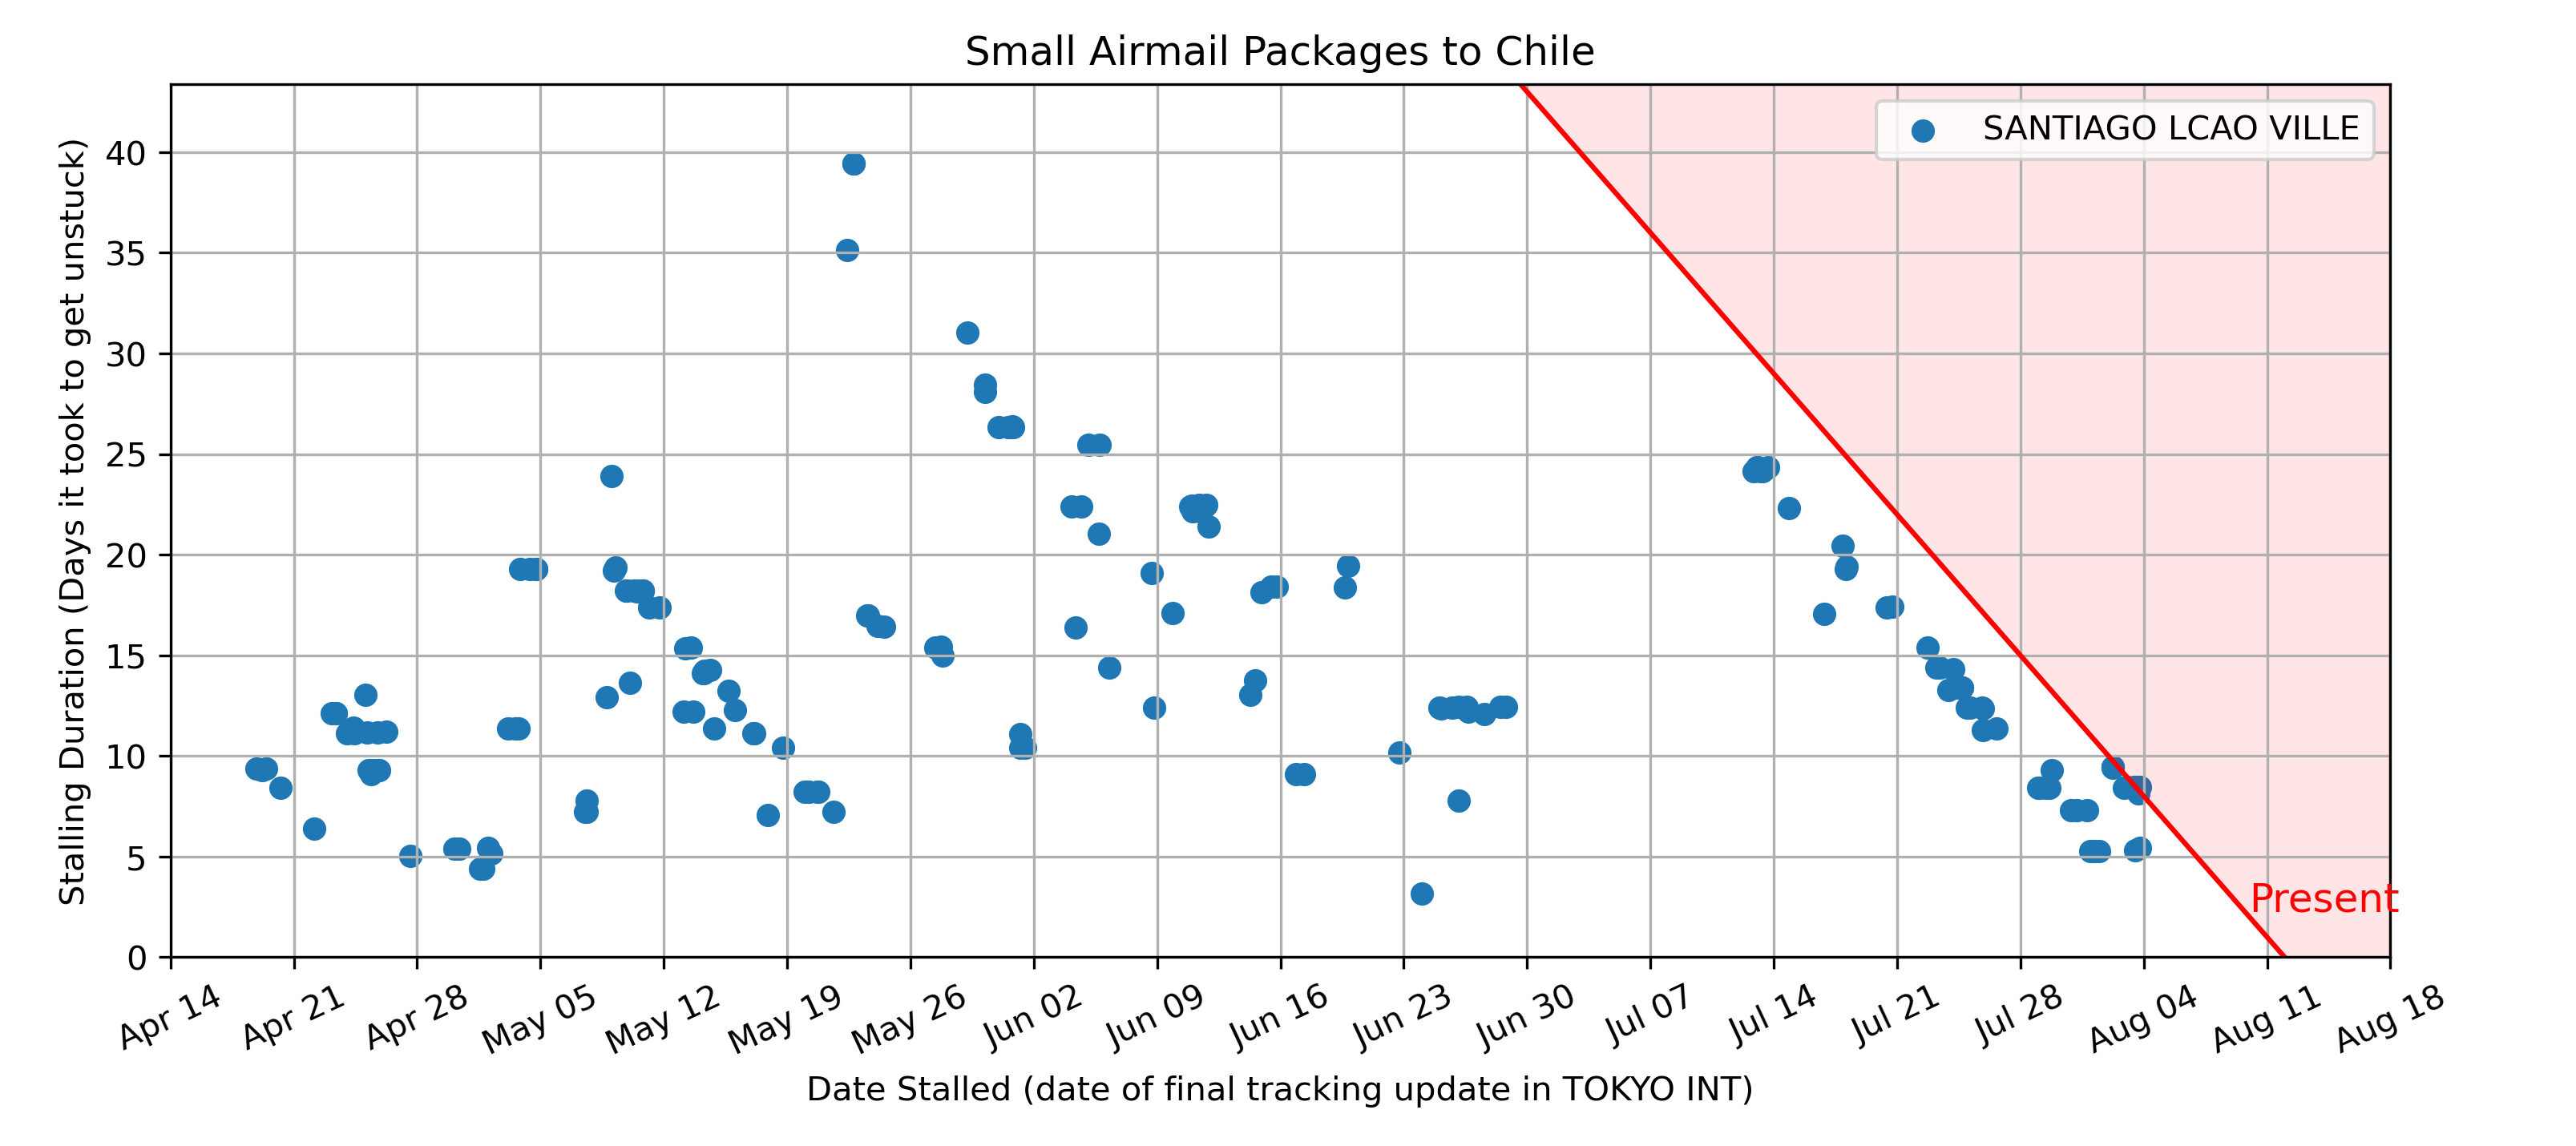 Small Airmail Packages to Chile
SANTIAGO LCAO VILLE
Stalling Duration (Days it took to get unstuck)
40
35
30
25
20
15
10
5
0
Present
Apr 14
Apr 21
Apr 28
May 05
May 12
May 19
May 26
Jun 02
Jun 09
Jun 16
Jun 23
Jun 30
Jul 07
Jul 14
Jul 21
Jul 28
Aug 04
Aug 11
Aug 18
Date Stalled (date of final tracking update in TOKYO INT)